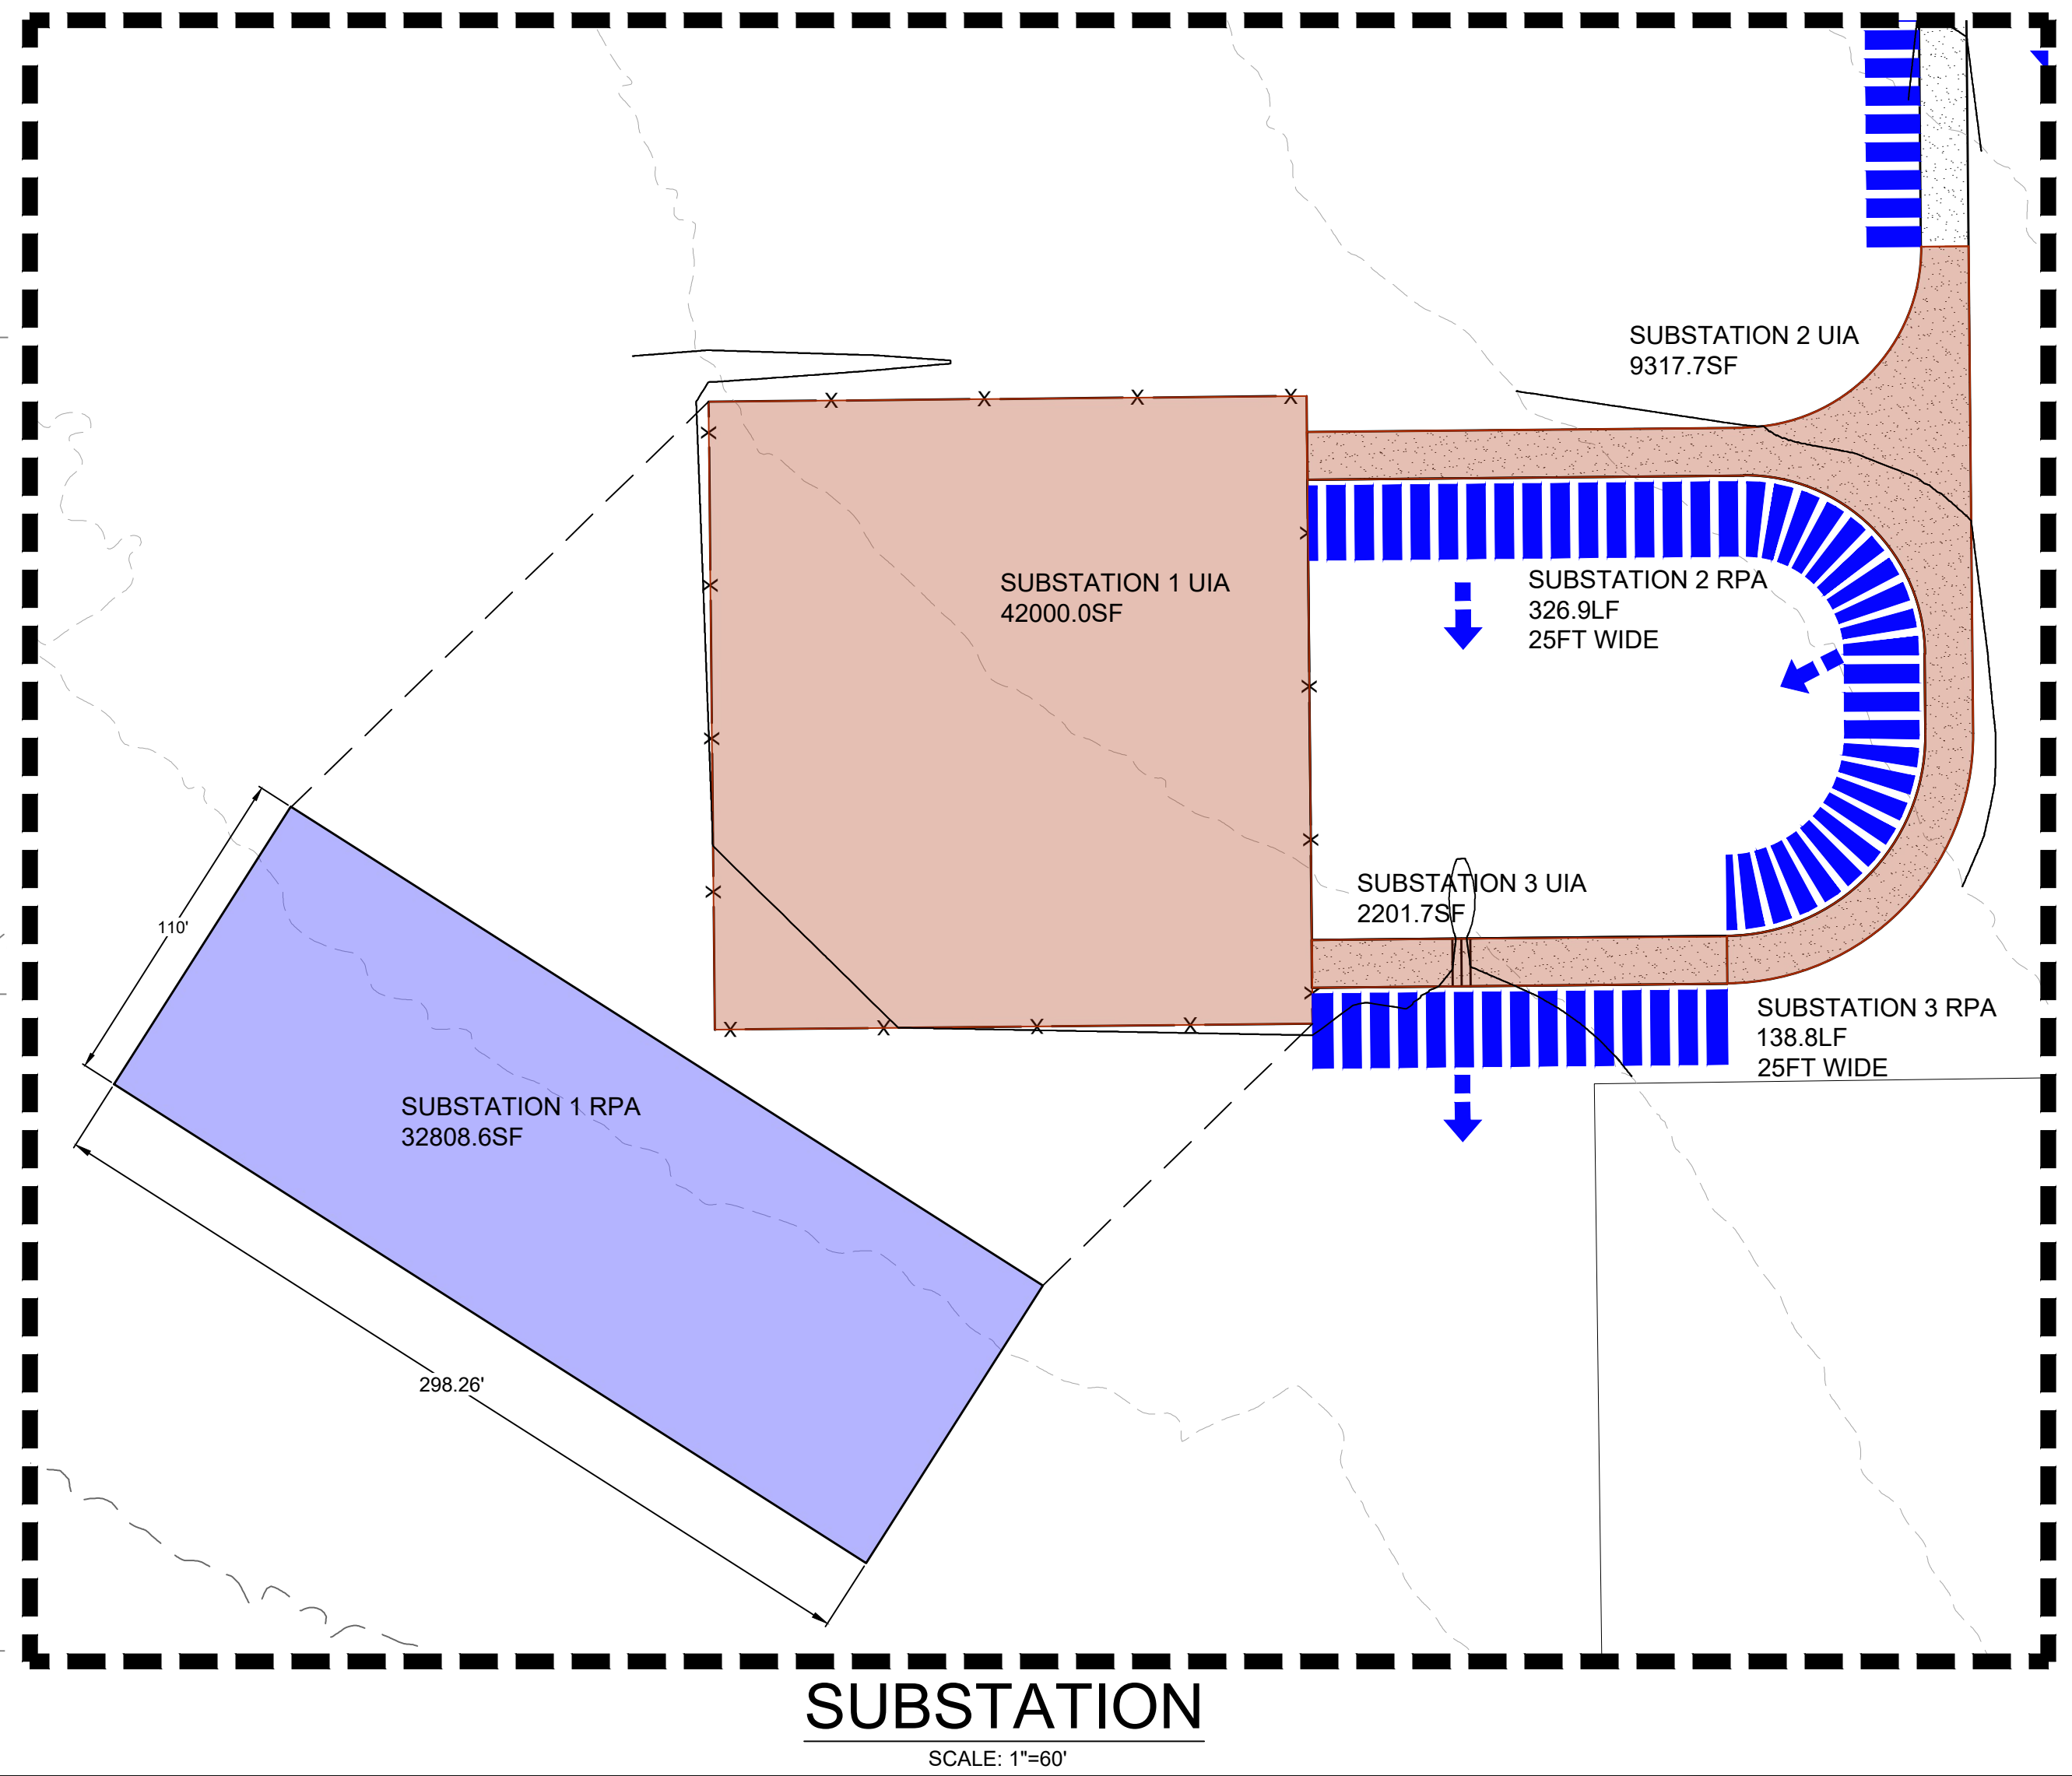 SUBSTATION 2 UIA
9317.7SF
SUBSTATION 1 UIA
42000.0SF
SUBSTATION 2 RPA
326.9LF
25FT WIDE
SUBSTATION 3 UIA
2201.7SF
110'
SUBSTATION 3 RPA
138.8LF
25FT WIDE
SUBSTATION 1 RPA
32808.6SF
298.26'
SUBSTATION
SCALE: 1"=60'